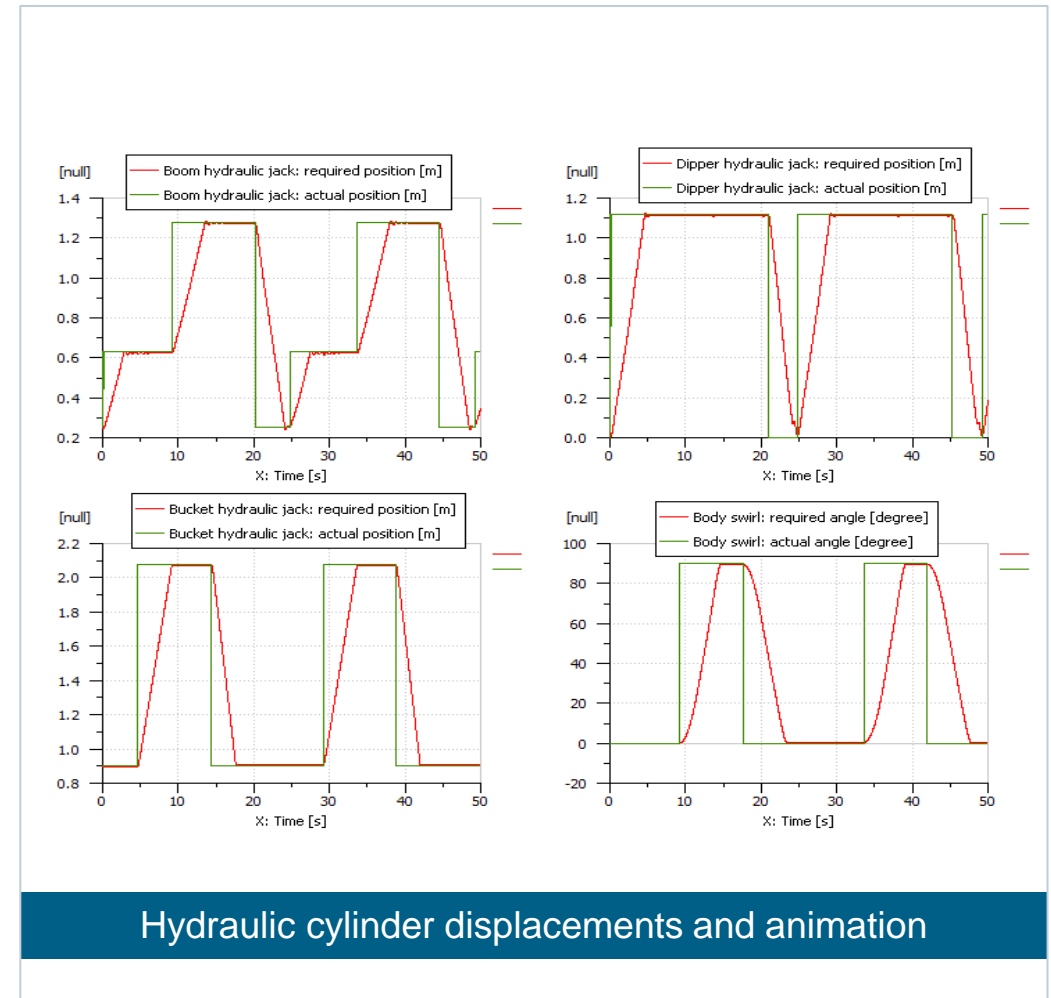 [null]
Boom hydraulic jack: required position [m]
Boom hydraulic jack: actual position [m]
1.4
1.2
1.0
0.8
0.6
0.4
0.2
0 10 20 30 40 50
X: Time [s]
[null]
Dipper hydraulic jack: required position [m]
Dipper hydraulic jack: actual position [m]
1.2
1.0
0.8
0.6
0.4
0.2
0.0
0 10 20 30 40 50
X: Time [s]
[null]
Bucket hydraulic jack: required position [m]
Bucket hydraulic jack: actual position [m]
2.2
2.0
1.8
1.6
1.4
1.2
1.0
0.8
0 10 20 30 40 50
X: Time [s]
[null]
Body swirl: required angle [degree]
Body swirl: actual angle [degree]
100
80
60
40
20
0
-20
0 10 20 30 40 50
X: Time [s]
Hydraulic cylinder displacements and animation